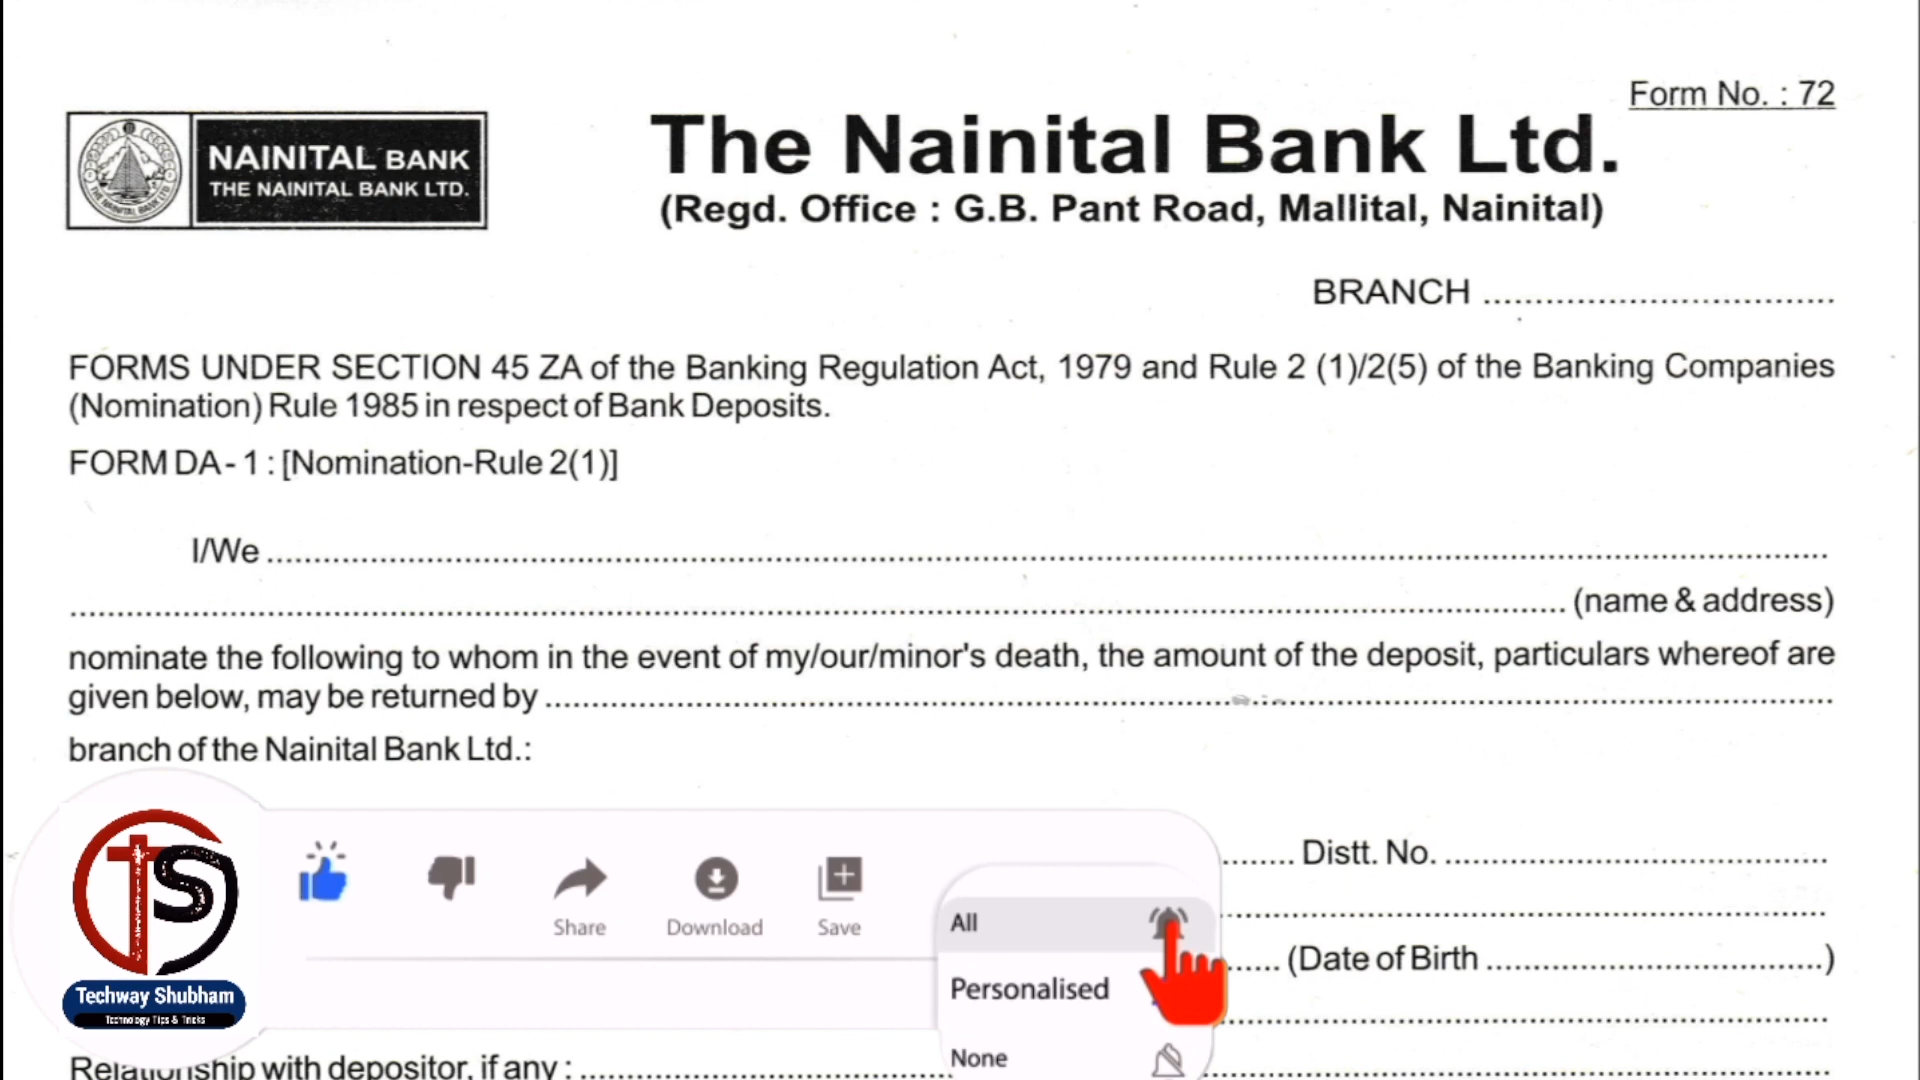 Form No. : 72
NAINITAL BANK
THE NAINITAL BANK LTD.
The Nainital Bank Ltd.
(Regd. Office : G.B. Pant Road, Mallital, Nainital)
BRANCH ..................................
FORMS UNDER SECTION 45 ZA of the Banking Regulation Act, 1979 and Rule 2 (1)/2(5) of the Banking Companies
(Nomination) Rule 1985 in respect of Bank Deposits.
FORM DA - 1 : [Nomination-Rule 2(1)]
I/We ..................................
.................................. (name & address)
nominate the following to whom in the event of my/our/minor's death, the amount of the deposit, particulars whereof are
given below, may be returned by ..................................
branch of the Nainital Bank Ltd.:
........ Distt. No. ..................................
(Date of Birth ..................................)
Relationship with depositor, if any : ..................................
TS
Techway Shubham
Technology Tips & Tricks
Share
Download
Save
All
Personalised
None